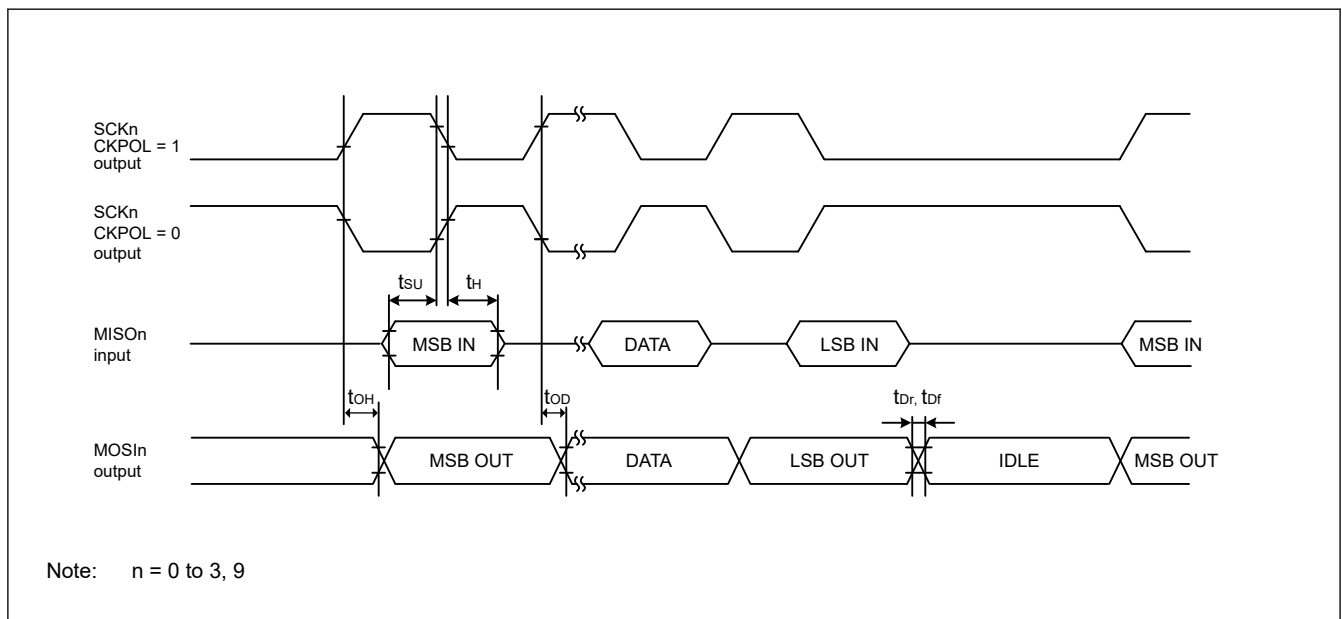 SCKn
CKPOL = 1
output
SCKn
CKPOL = 0
output
tSU
tH
MISOn
input
MSB IN
DATA
LSB IN
MSB IN
tOH
tOD
tDr, tDf
MOSIn
output
MSB OUT
DATA
LSB OUT
IDLE
MSB OUT
Note: n = 0 to 3, 9